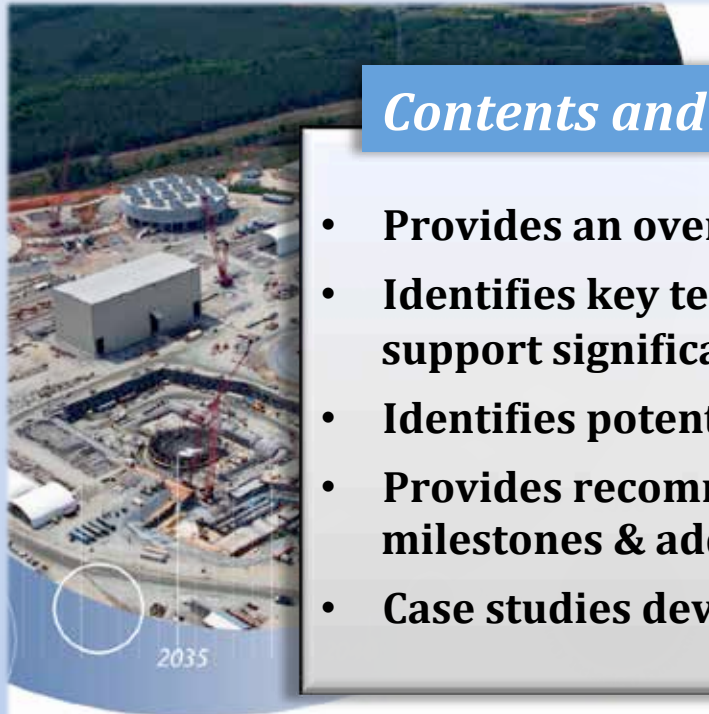 Contents and
• Provides an over
• Identifies key te
support significa
• Identifies potent
• Provides recomm
milestones & add
• Case studies dev
2035